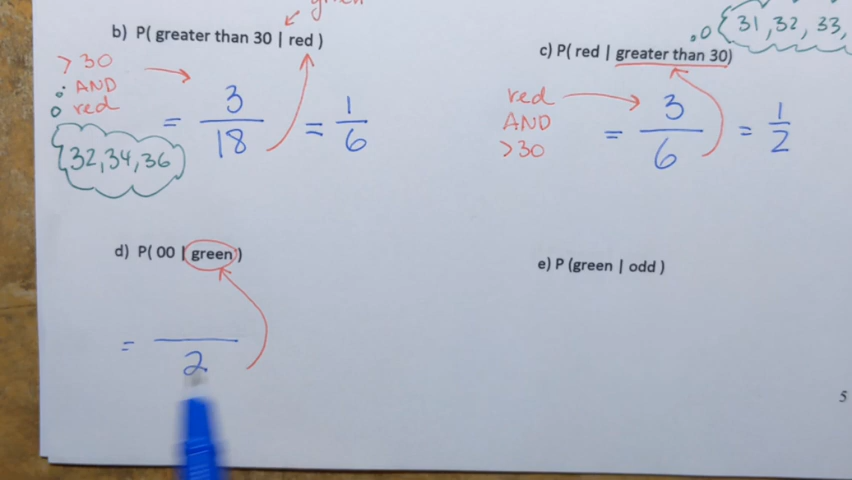 green
b) P( greater than 30 | red )
> 30
AND
red
= 3/18 = 1/6
32, 34, 36
31, 32, 33,
c) P( red | greater than 30)
red
AND
>30
= 3/6 = 1/2
d) P( 00 | green )
= 2
e) P (green | odd )
5